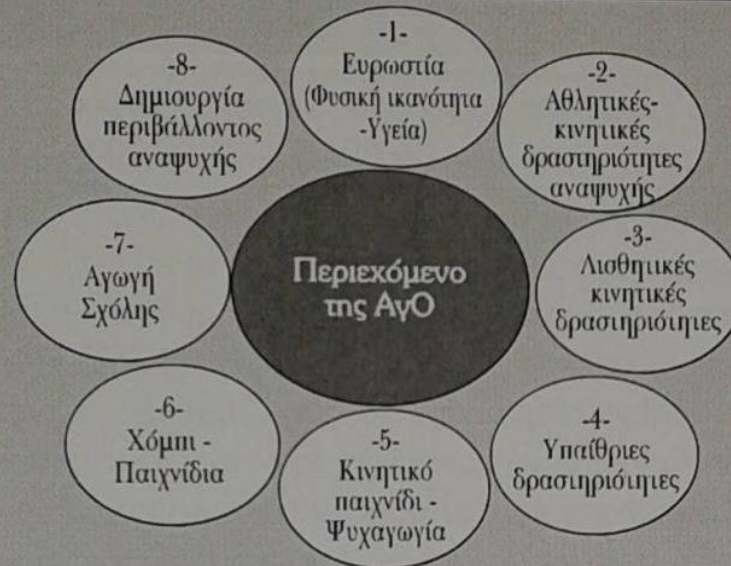 -1-
Ευρωστία
(Φυσική ικανότητα
-Υγεία)
-2-
Αθλητικές-
κινητικές
δραστηριότητες
αναψυχής
-3-
Αισθητικές
κινητικές
δραστηριότητες
-4-
Υπαίθριες
δραστηριότητες
-5-
Κινητικό
παιχνίδι -
Ψυχαγωγία
-6-
Χόμπι -
Παιχνίδια
-7-
Αγωγή
Σχόλης
-8-
Δημιουργία
περιβάλλοντος
αναψυχής
Περιεχόμενο
της ΑγΟ